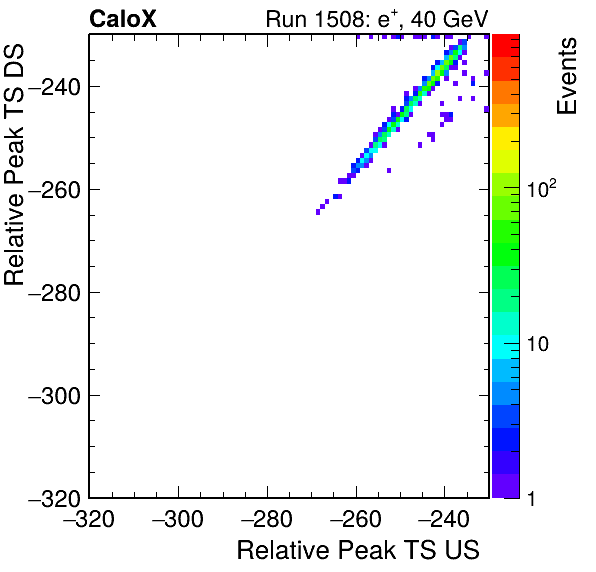 CaloX Run 1508: e⁺, 40 GeV
Relative Peak TS DS
−240
−260
−280
−300
−320
−320 −300 −280 −260 −240
Relative Peak TS US
Events
10²
10
1